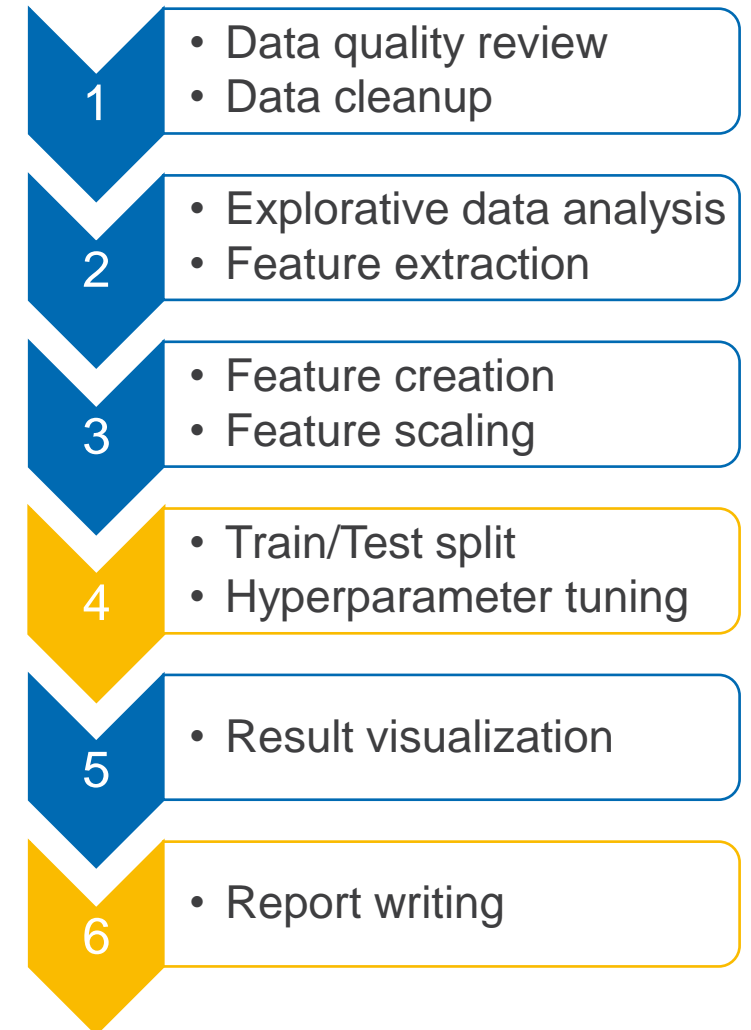 1
• Data quality review
• Data cleanup
2
• Explorative data analysis
• Feature extraction
3
• Feature creation
• Feature scaling
4
• Train/Test split
• Hyperparameter tuning
5
• Result visualization
6
• Report writing